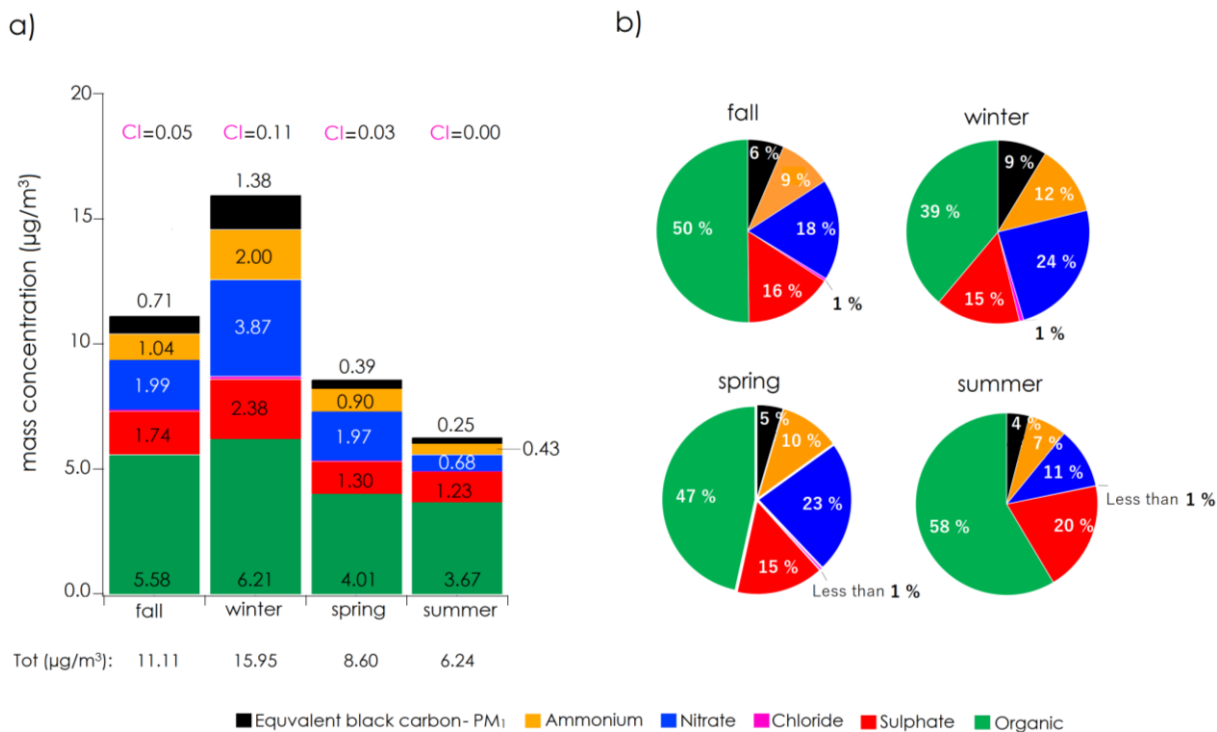 a)
mass concentration (µg/m³)
20
15
10
5.0
0.0
Cl=0.05
Cl=0.11
Cl=0.03
Cl=0.00
0.71
1.04
1.99
1.74
5.58
1.38
2.00
3.87
2.38
6.21
0.39
0.90
1.97
1.30
4.01
0.25
0.43
0.68
1.23
3.67
fall
winter
spring
summer
Tot (µg/m³): 11.11 15.95 8.60 6.24
b)
fall
6 %
9 %
18 %
1 %
16 %
50 %
winter
9 %
12 %
24 %
1 %
15 %
39 %
spring
5 %
10 %
23 %
Less than 1 %
15 %
47 %
summer
4 %
7 %
11 %
Less than 1 %
20 %
58 %
Equvalent black carbon- PM₁ Ammonium Nitrate Chloride Sulphate Organic